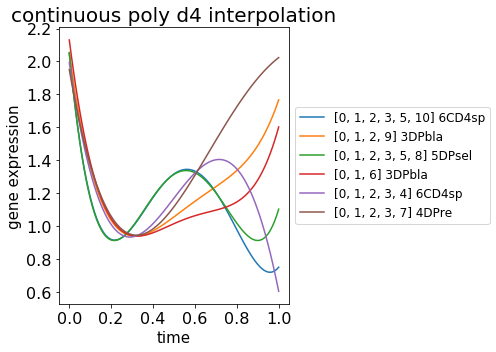 continuous poly d4 interpolation
2.2
2.0
1.8
1.6
1.4
1.2
1.0
0.8
0.6
gene expression
0.0 0.2 0.4 0.6 0.8 1.0
time
[0, 1, 2, 3, 5, 10] 6CD4sp
[0, 1, 2, 9] 3DPbla
[0, 1, 2, 3, 5, 8] 5DPsel
[0, 1, 6] 3DPbla
[0, 1, 2, 3, 4] 6CD4sp
[0, 1, 2, 3, 7] 4DPre